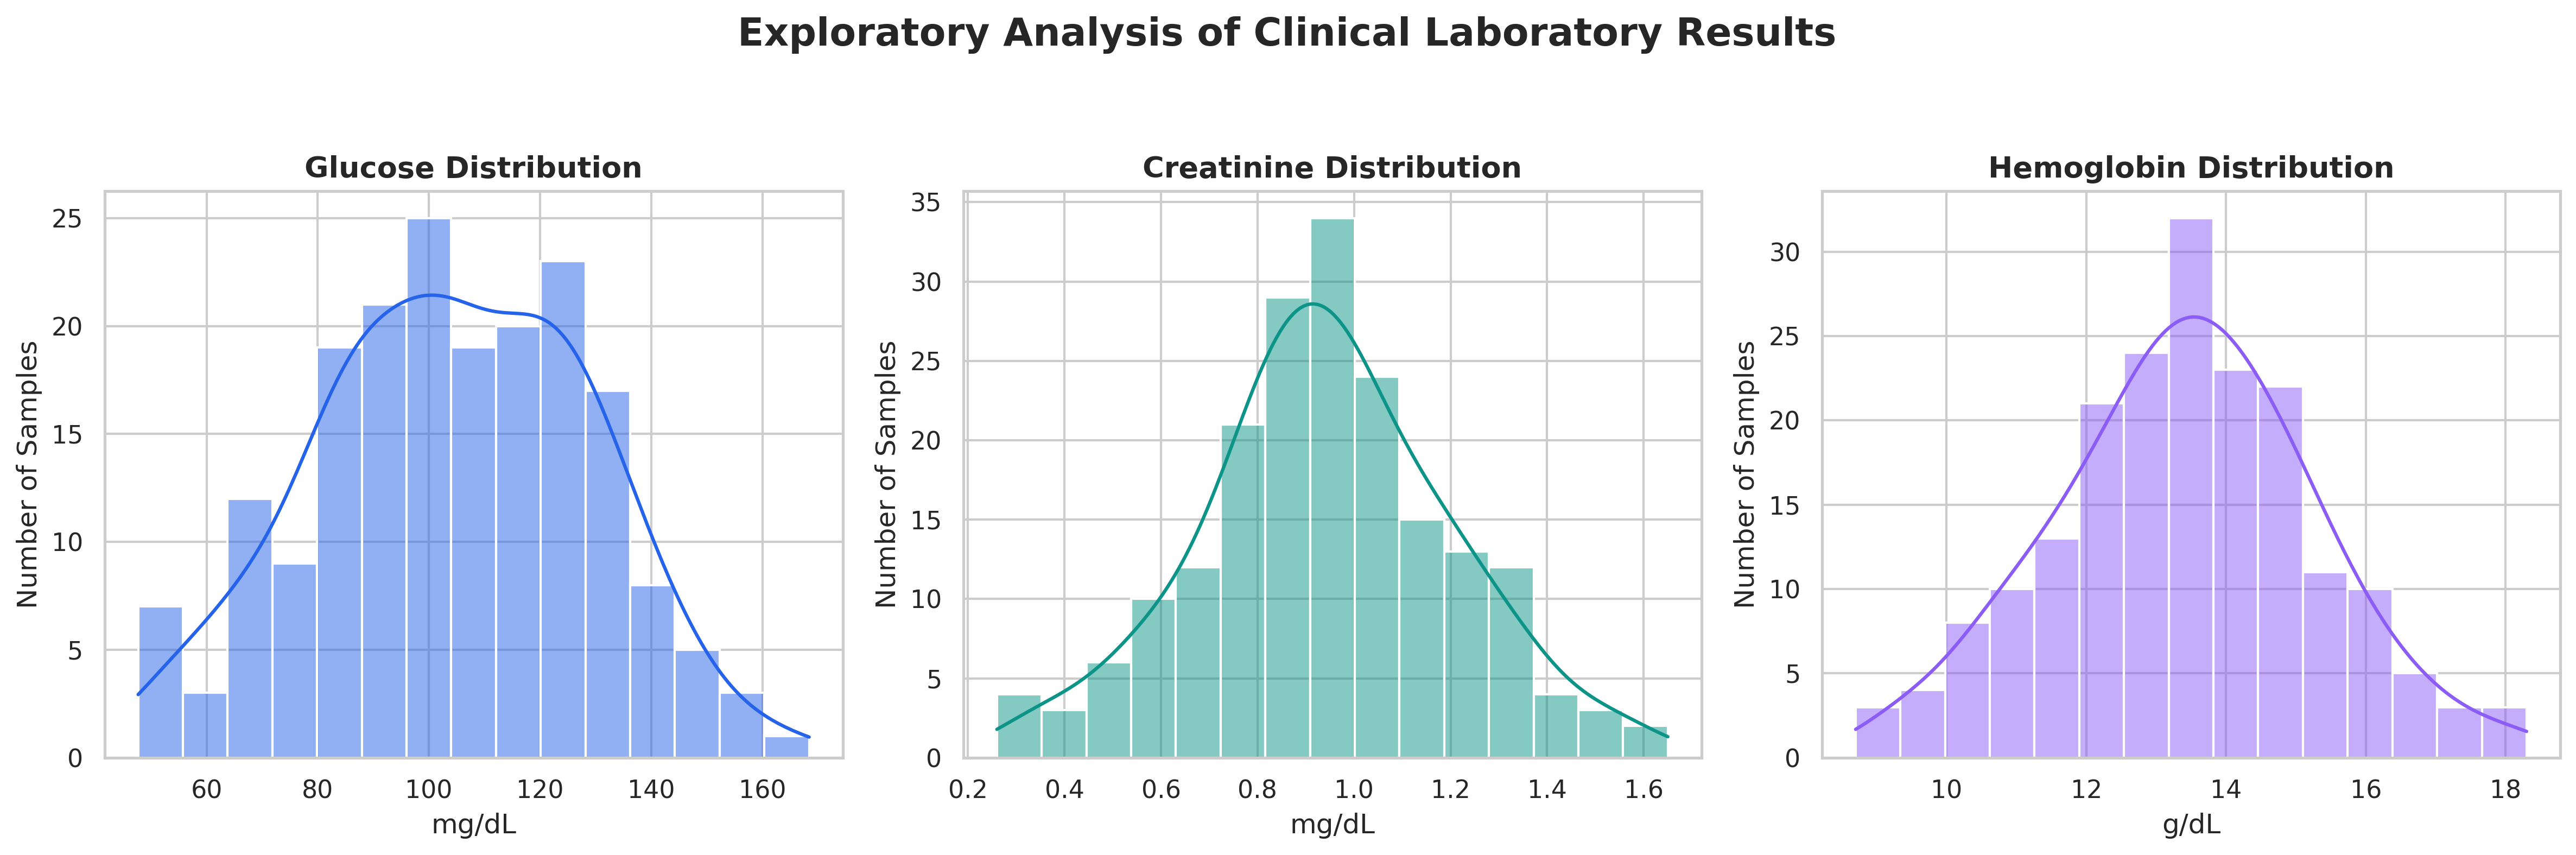 Exploratory Analysis of Clinical Laboratory Results
Glucose Distribution
Number of Samples
25
20
15
10
5
0
60 80 100 120 140 160
mg/dL
Creatinine Distribution
Number of Samples
35
30
25
20
15
10
5
0
0.2 0.4 0.6 0.8 1.0 1.2 1.4 1.6
mg/dL
Hemoglobin Distribution
Number of Samples
30
25
20
15
10
5
0
10 12 14 16 18
g/dL